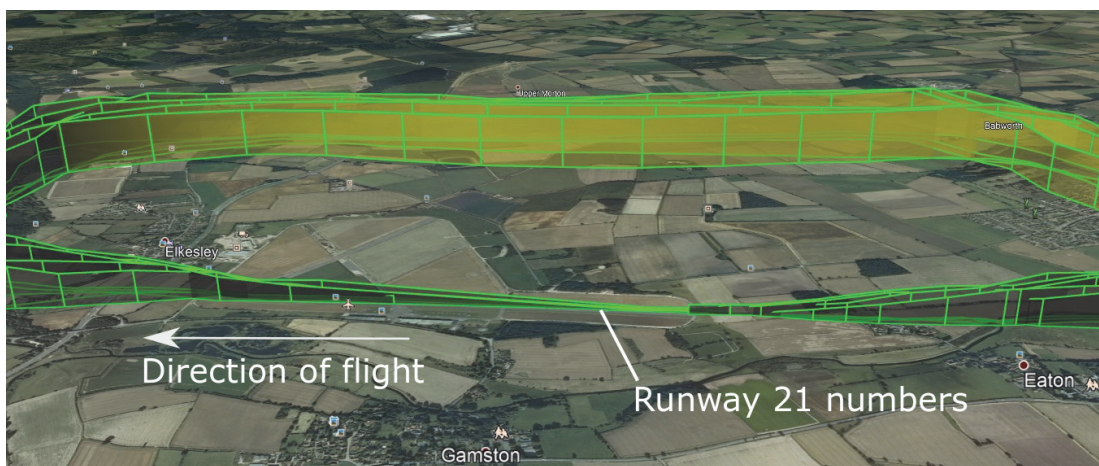 Upper Morton
Babworth
Elkesley
Direction of flight
Eaton
Runway 21 numbers
Gamston